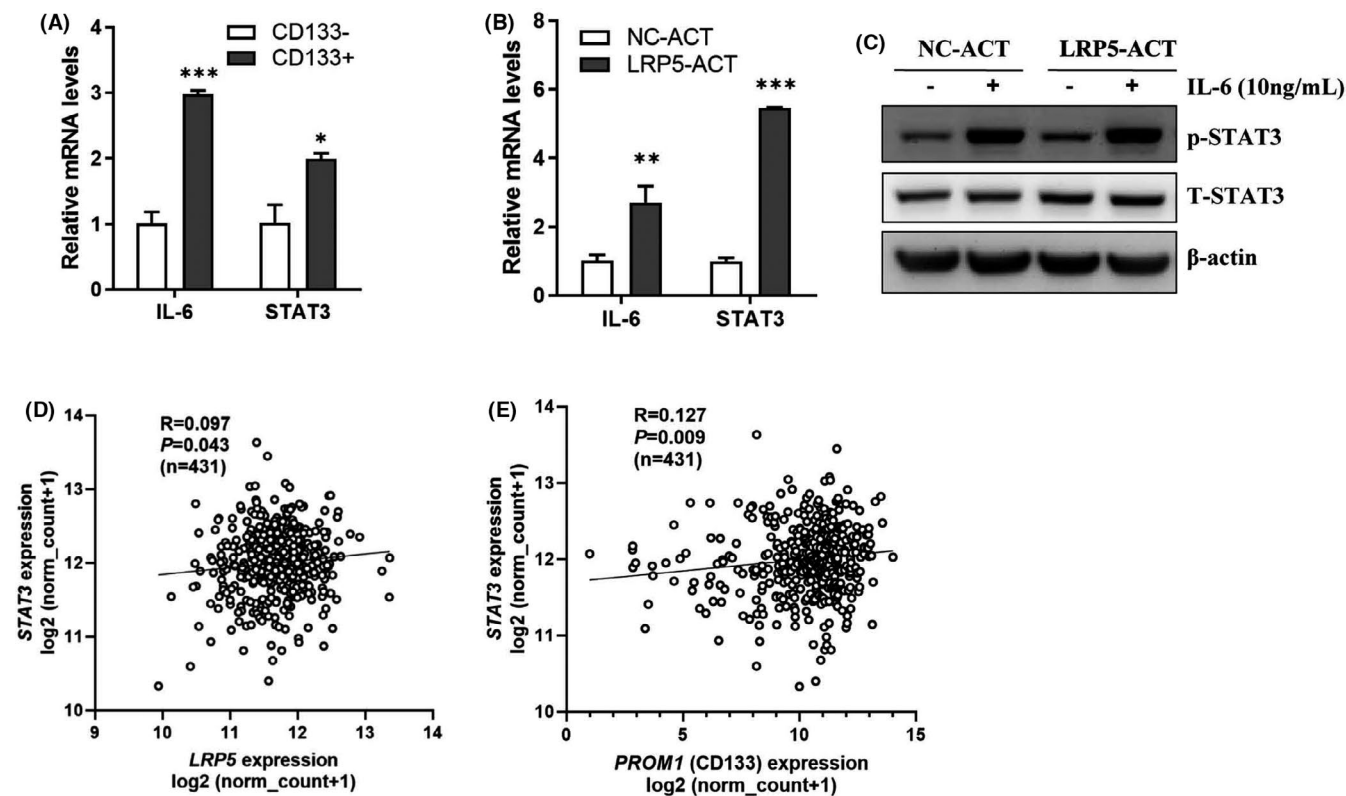 (A)
Relative mRNA levels
4
3
2
1
0
CD133-
CD133+
***
*
IL-6
STAT3
(B)
Relative mRNA levels
8
6
4
2
0
NC-ACT
LRP5-ACT
**
***
IL-6
STAT3
(C)
NC-ACT LRP5-ACT
- + - + IL-6 (10ng/mL)
p-STAT3
T-STAT3
β-actin
(D)
STAT3 expression
log2 (norm_count+1)
14
13
12
11
10
R=0.097
P=0.043
(n=431)
9 10 11 12 13 14
LRP5 expression
log2 (norm_count+1)
(E)
STAT3 expression
log2 (norm_count+1)
14
13
12
11
10
R=0.127
P=0.009
(n=431)
0 5 10 15
PROM1 (CD133) expression
log2 (norm_count+1)